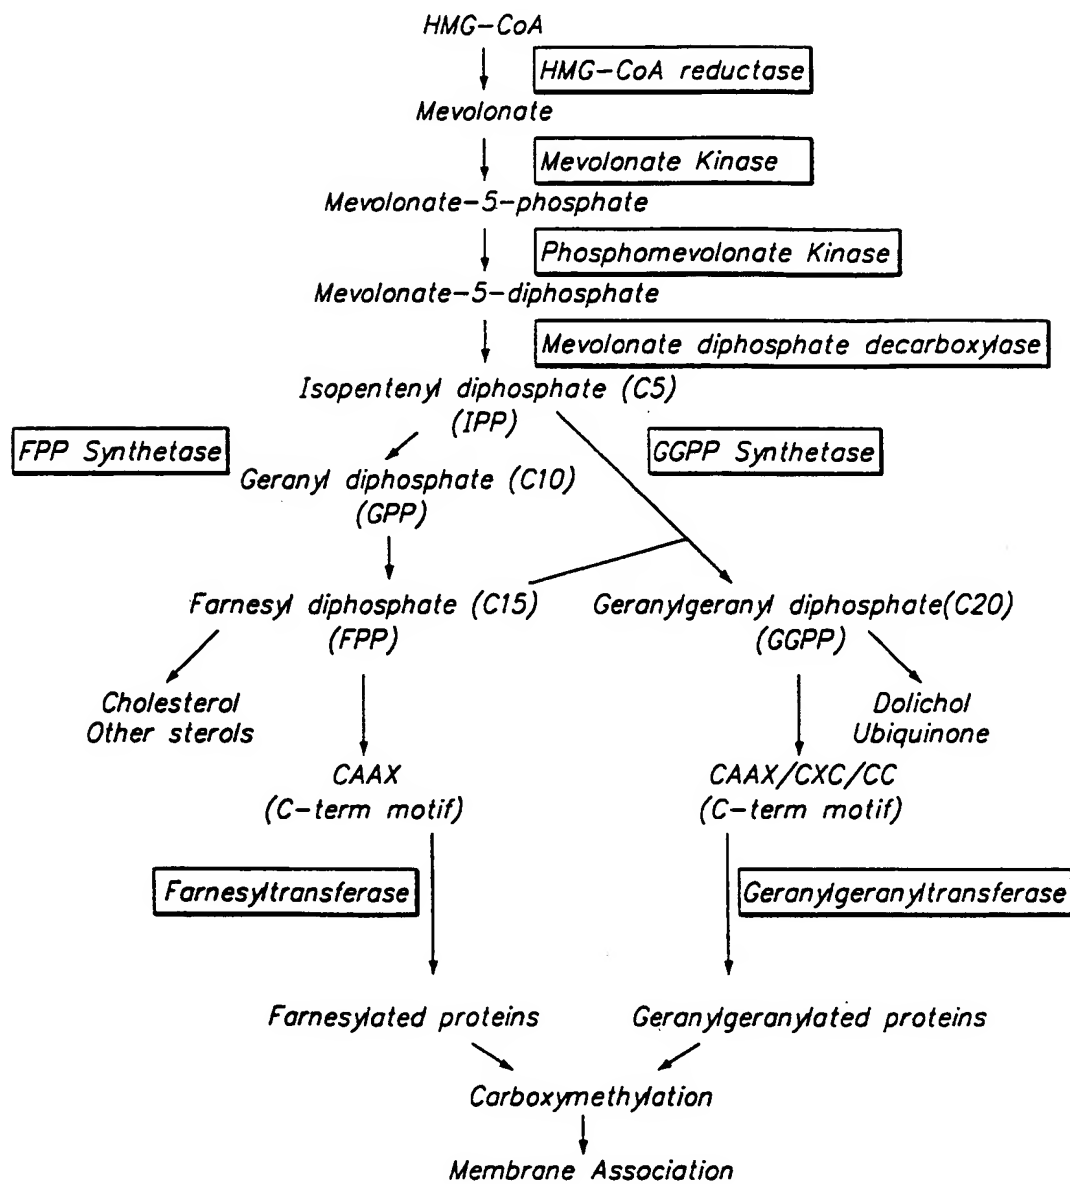 HMG-CoA
HMG-CoA reductase
Mevolonate
Mevolonate Kinase
Mevolonate-5-phosphate
Phosphomevolonate Kinase
Mevolonate-5-diphosphate
Mevolonate diphosphate decarboxylase
Isopentenyl diphosphate (C5)
(IPP)
FPP Synthetase
GGPP Synthetase
Geranyl diphosphate (C10)
(GPP)
Farnesyl diphosphate (C15)
(FPP)
Geranylgeranyl diphosphate(C20)
(GGPP)
Cholesterol
Other sterols
Dolichol
Ubiquinone
CAAX
(C-term motif)
CAAX/CXC/CC
(C-term motif)
Farnesyltransferase
Geranylgeranyltransferase
Farnesylated proteins
Geranylgeranylated proteins
Carboxymethylation
Membrane Association